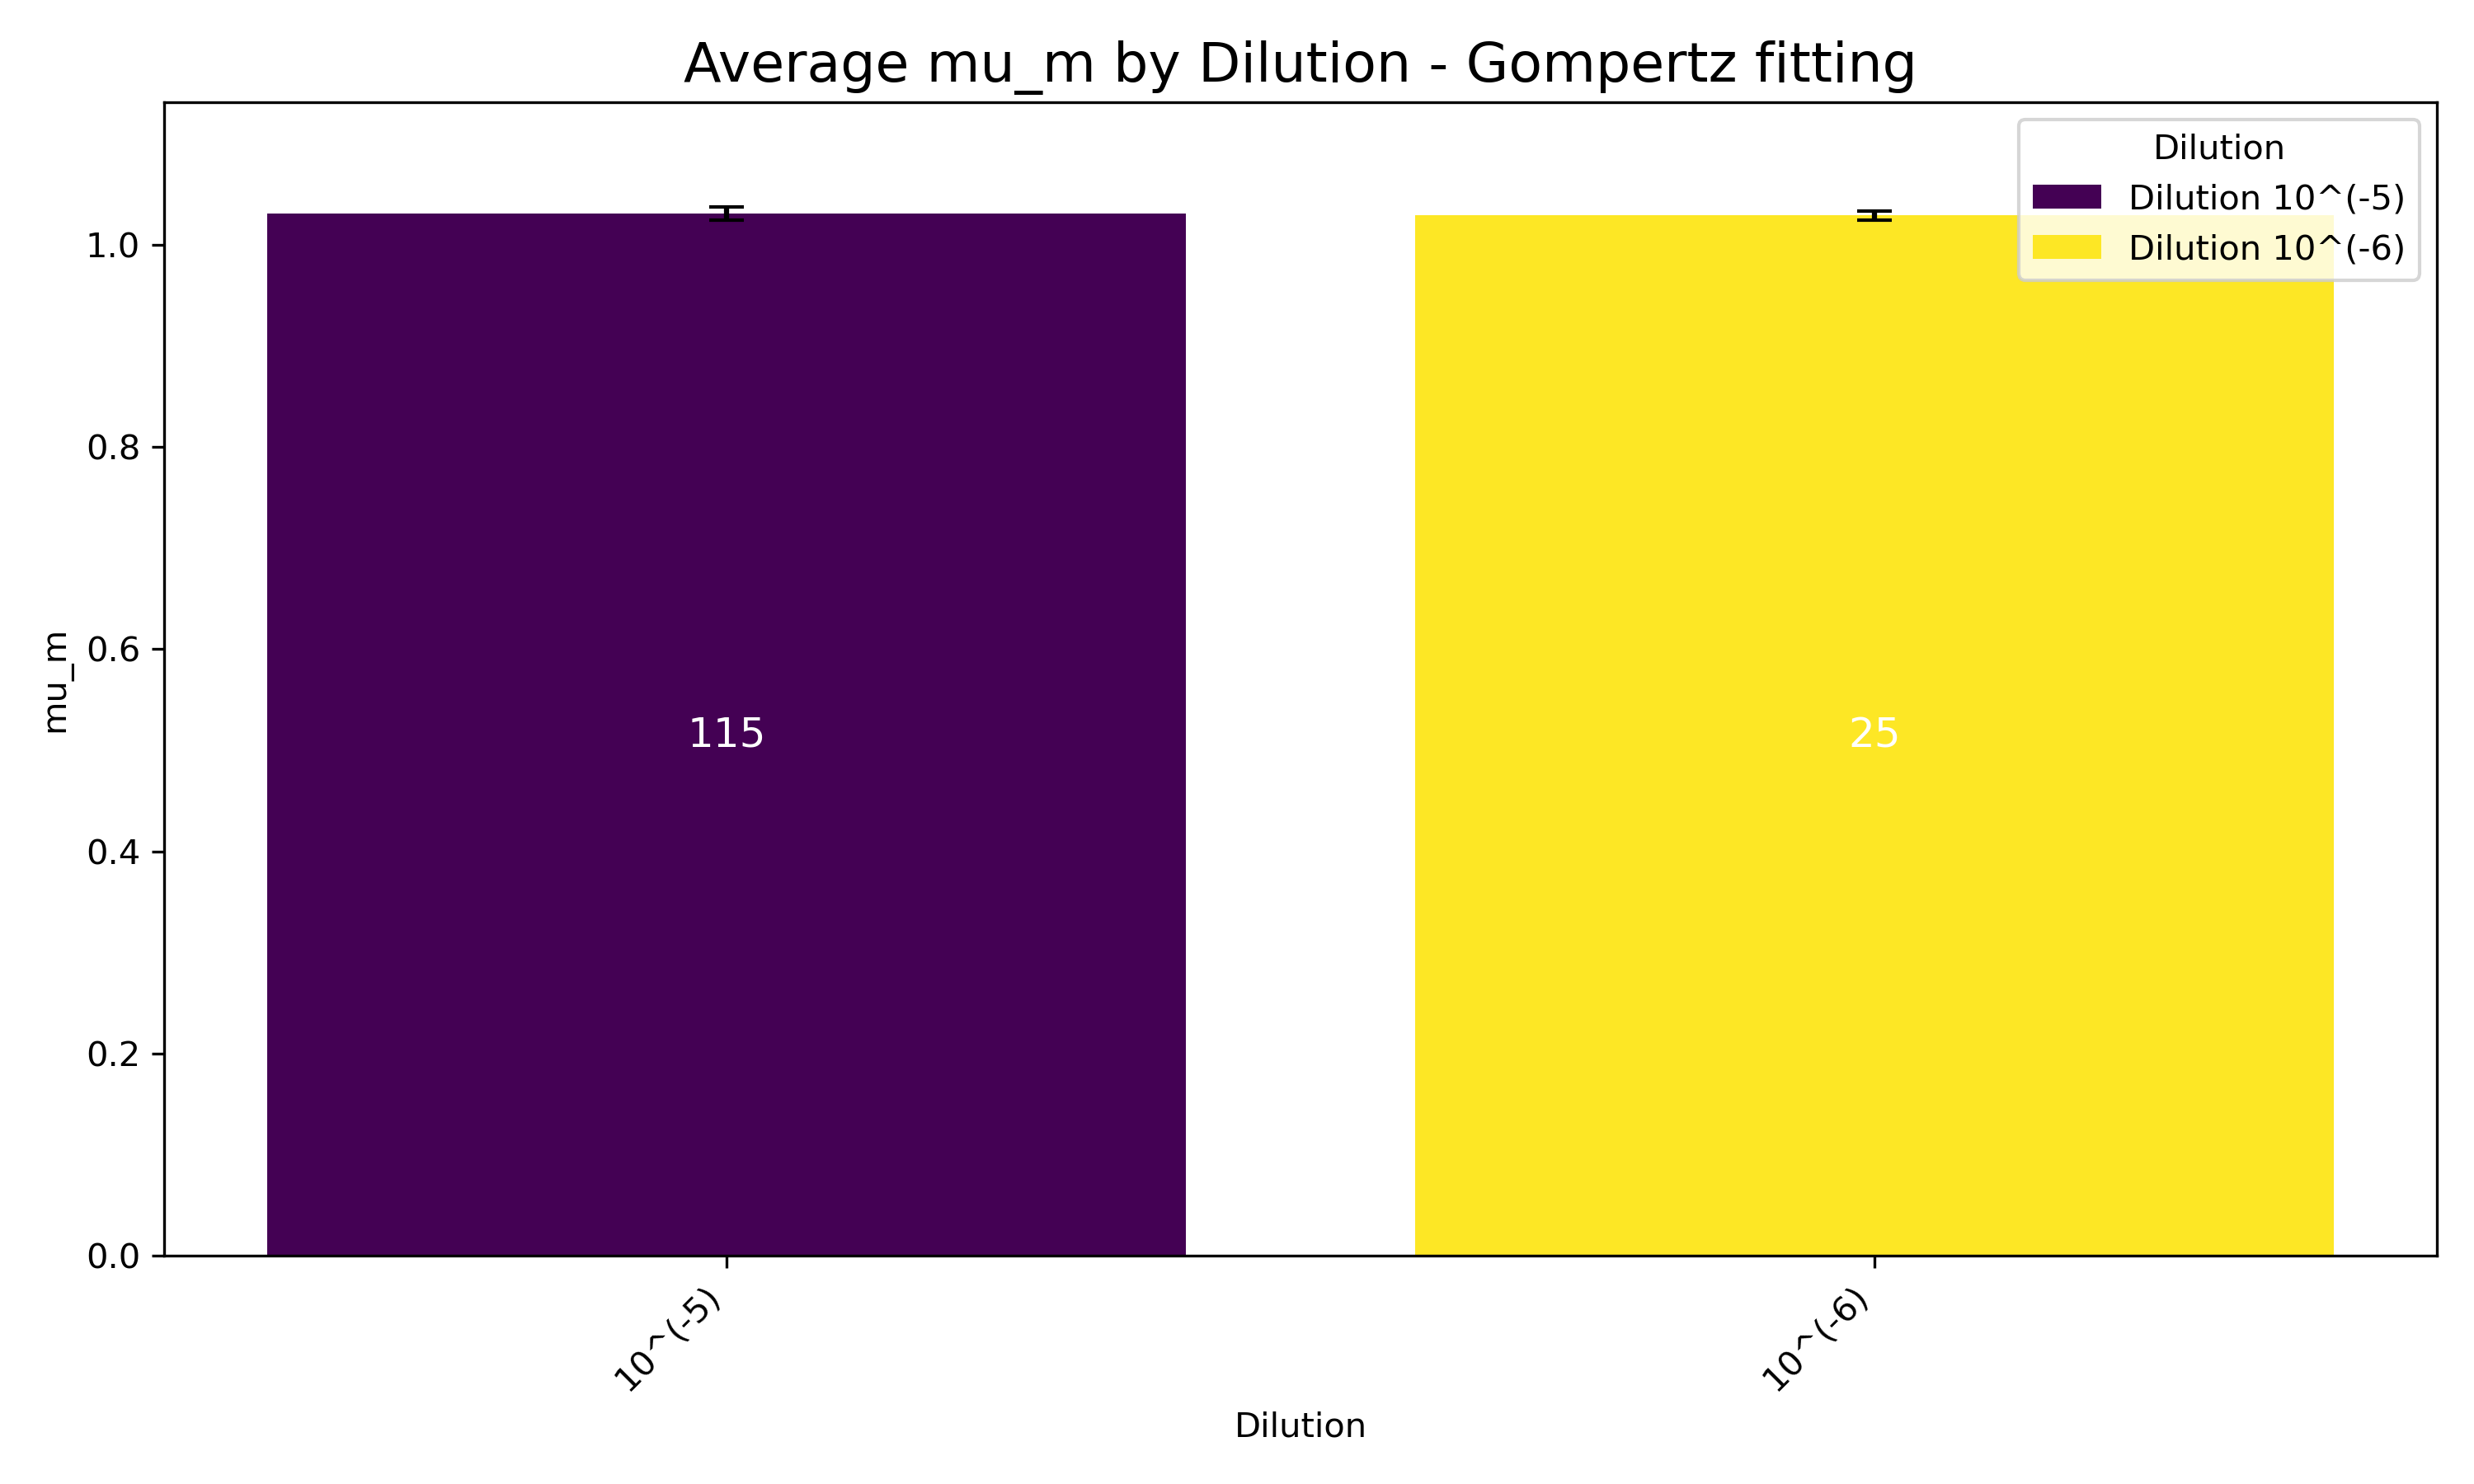 Average mu_m by Dilution - Gompertz fitting
Dilution
Dilution 10^(-5)
Dilution 10^(-6)
1.0
0.8
0.6
0.4
0.2
0.0
mu_m
115
25
10^(-5)
10^(-6)
Dilution